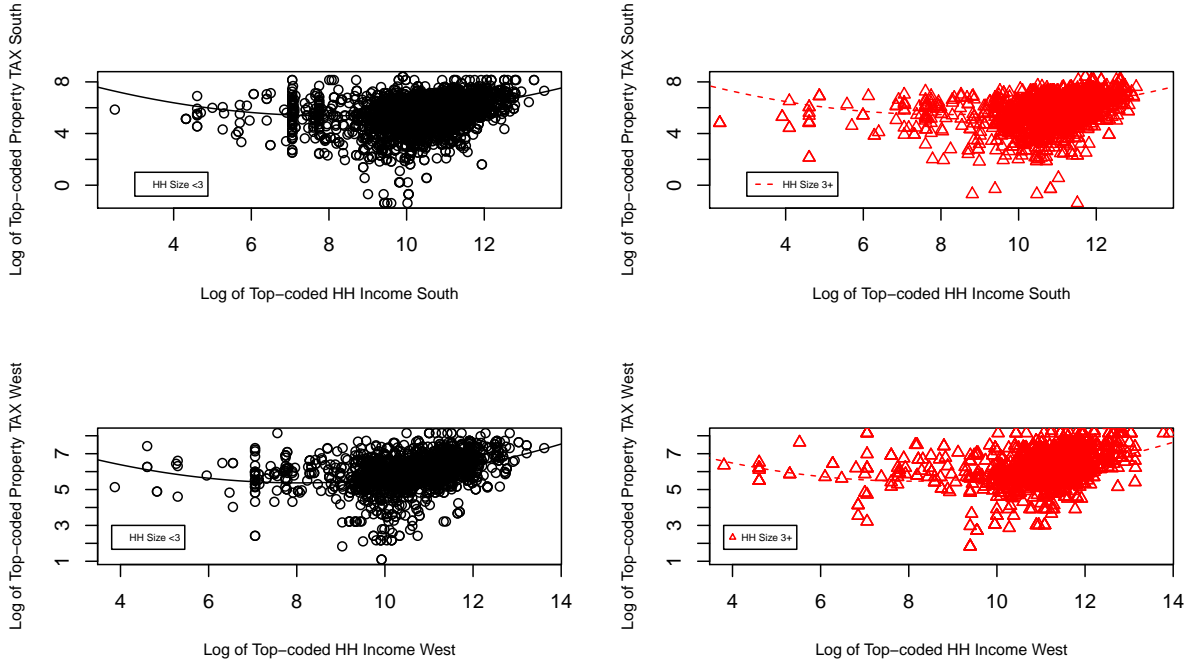 Log of Top−coded Property TAX South
8
4
0
HH Size <3
4 6 8 10 12
Log of Top−coded HH Income South
Log of Top−coded Property TAX South
8
4
0
HH Size 3+
4 6 8 10 12
Log of Top−coded HH Income South
Log of Top−coded Property TAX West
7
5
3
1
HH Size <3
4 6 8 10 12 14
Log of Top−coded HH Income West
Log of Top−coded Property TAX West
7
5
3
1
HH Size 3+
4 6 8 10 12 14
Log of Top−coded HH Income West